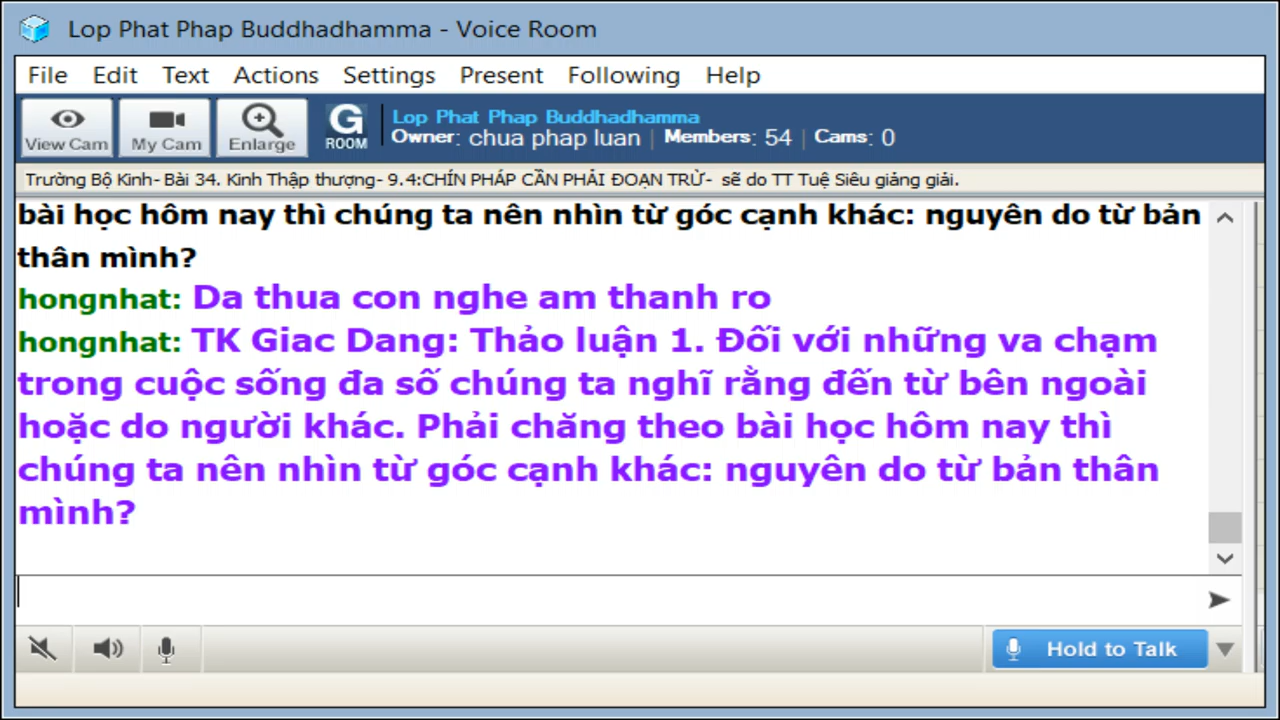 Lop Phat Phap Buddhadhamma - Voice Room
File Edit Text Actions Settings Present Following Help
View Cam My Cam Enlarge G ROOM
Lop Phat Phap Buddhadhamma
Owner: chua phap luan | Members: 54 | Cams: 0
Trường Bộ Kinh- Bài 34. Kinh Thập thượng- 9.4:CHÍN PHÁP CẦN PHẢI ĐOẠN TRỪ- sẽ do TT Tuệ Siêu giảng giải.
bài học hôm nay thì chúng ta nên nhìn từ góc cạnh khác: nguyên do từ bản
thân mình?
hongnhat: Da thua con nghe am thanh ro
hongnhat: TK Giac Dang: Thảo luận 1. Đối với những va chạm
trong cuộc sống đa số chúng ta nghĩ rằng đến từ bên ngoài
hoặc do người khác. Phải chăng theo bài học hôm nay thì
chúng ta nên nhìn từ góc cạnh khác: nguyên do từ bản thân
mình?
Hold to Talk